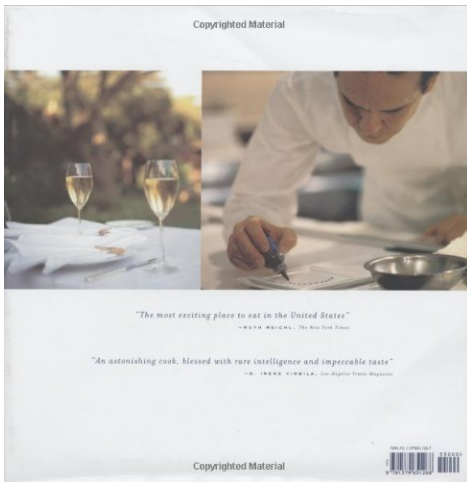 Copyrighted Material
"The most exciting place to eat in the United States"
—RUTH REICHL, The New York Times
"An astonishing cook, blessed with rare intelligence and impeccable taste"
—S. IRENE VIRBILA, Los Angeles Times Magazine
Copyrighted Material